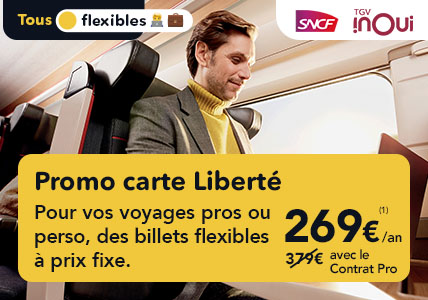 Tous flexibles
SNCF
TGV
inOui
Promo carte Liberté
Pour vos voyages pros ou
perso, des billets flexibles
à prix fixe.
269€/an (1)
379€ avec le
Contrat Pro